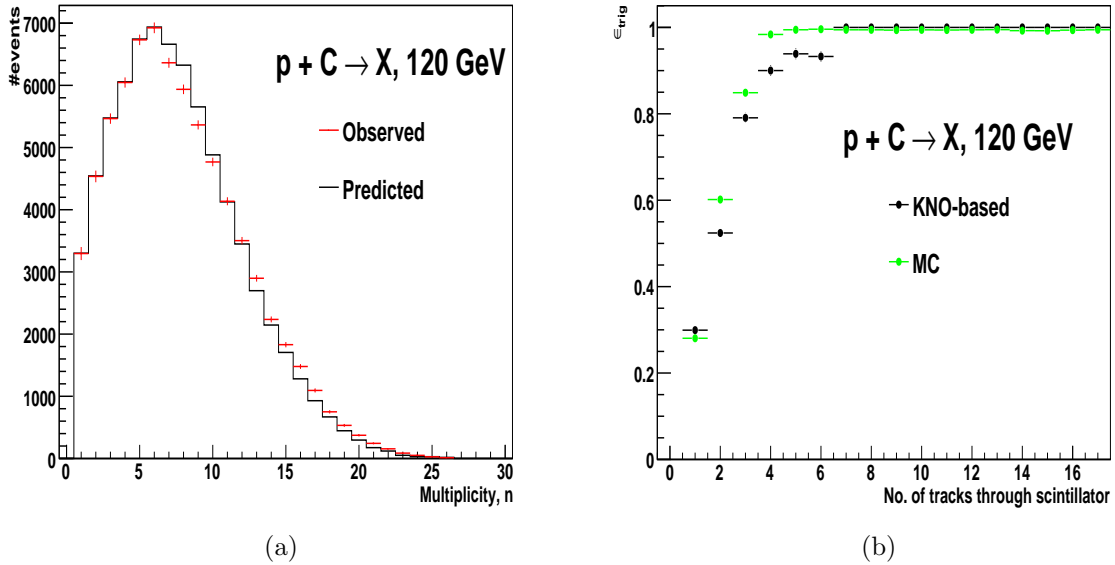 #events
7000
6000
5000
4000
3000
2000
1000
0
p + C → X, 120 GeV
Observed
Predicted
0 5 10 15 20 25 30
Multiplicity, n
(a)
ϵtrig
1
0.8
0.6
0.4
0.2
0
p + C → X, 120 GeV
KNO-based
MC
0 2 4 6 8 10 12 14 16
No. of tracks through scintillator
(b)